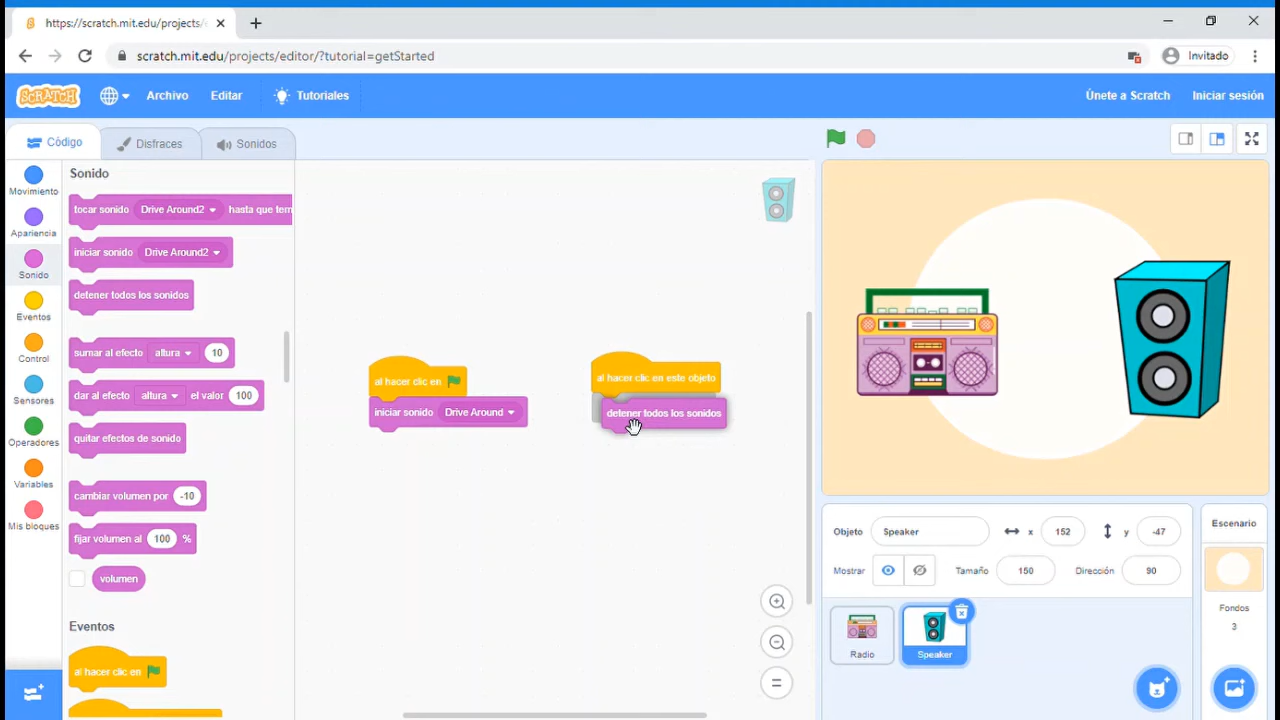 https://scratch.mit.edu/projects/
scratch.mit.edu/projects/editor/?tutorial=getStarted
Invitado
SCRATCH
Archivo
Editar
Tutoriales
Únete a Scratch
Iniciar sesión
Código
Disfraces
Sonidos
Movimiento
Apariencia
Sonido
Eventos
Control
Sensores
Operadores
Variables
Mis bloques
Sonido
tocar sonido Drive Around2 hasta que
iniciar sonido Drive Around2
detener todos los sonidos
sumar al efecto altura 10
dar al efecto altura el valor 100
quitar efectos de sonido
cambiar volumen por -10
fijar volumen al 100 %
volumen
Eventos
al hacer clic en
al hacer clic en
iniciar sonido Drive Around
al hacer clic en este objeto
detener todos los sonidos
Objeto Speaker x 152 y -47
Mostrar Tamaño 150 Dirección 90
Radio
Speaker
Escenario
Fondos
3